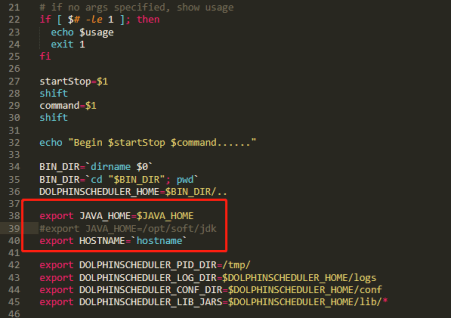 21 # if no args specified, show usage
22 if [ $# -le 1 ]; then
23 echo $usage
24 exit 1
25 fi
26
27 startStop=$1
28 shift
29 command=$1
30 shift
31
32 echo "Begin $startStop $command......"
33
34 BIN_DIR=`dirname $0`
35 BIN_DIR=`cd "$BIN_DIR"; pwd`
36 DOLPHINSCHEDULER_HOME=$BIN_DIR/..
37
38 export JAVA_HOME=$JAVA_HOME
39 #export JAVA_HOME=/opt/soft/jdk
40 export HOSTNAME=`hostname`
41
42 export DOLPHINSCHEDULER_PID_DIR=/tmp/
43 export DOLPHINSCHEDULER_LOG_DIR=$DOLPHINSCHEDULER_HOME/logs
44 export DOLPHINSCHEDULER_CONF_DIR=$DOLPHINSCHEDULER_HOME/conf
45 export DOLPHINSCHEDULER_LIB_JARS=$DOLPHINSCHEDULER_HOME/lib/*
46